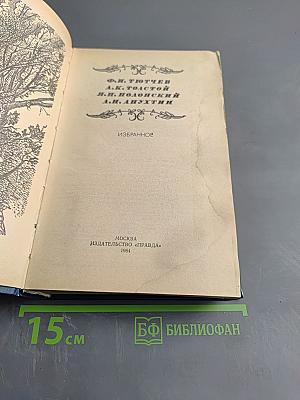 Ф. И. ТЮТЧЕВ
А. К. ТОЛСТОЙ
Я. П. ПОЛОНСКИЙ
А. Н. АПУХТИН
ИЗБРАННОЕ
МОСКВА
ИЗДАТЕЛЬСТВО «ПРАВДА»
1984
15 см
БФ БИБЛИОФАН